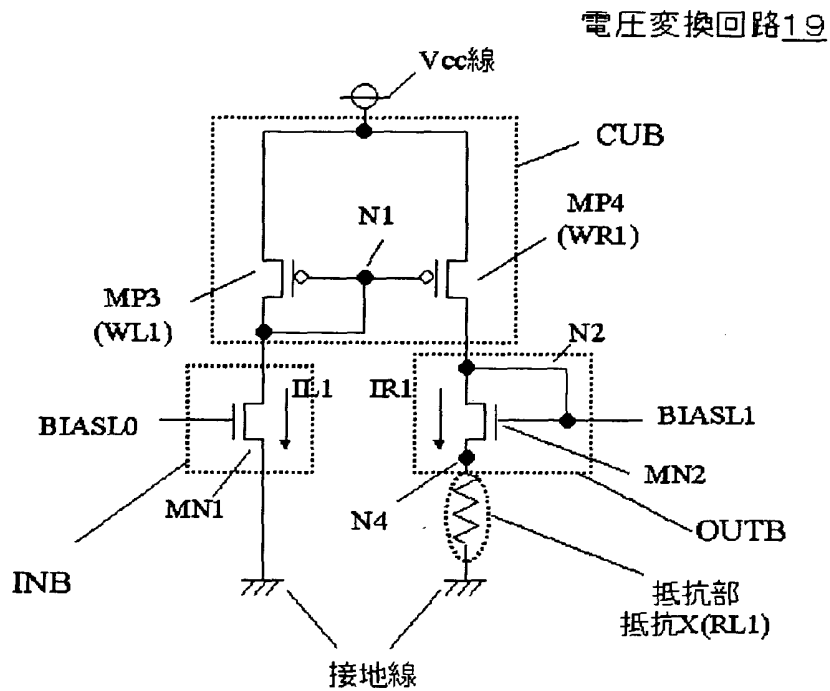 電圧変換回路19
Vcc線
CUB
N1
MP4
(WR1)
MP3
(WL1)
N2
IL1
IR1
BIASL0
BIASL1
MN1
MN2
N4
OUTB
INB
抵抗部
抵抗X(RL1)
接地線